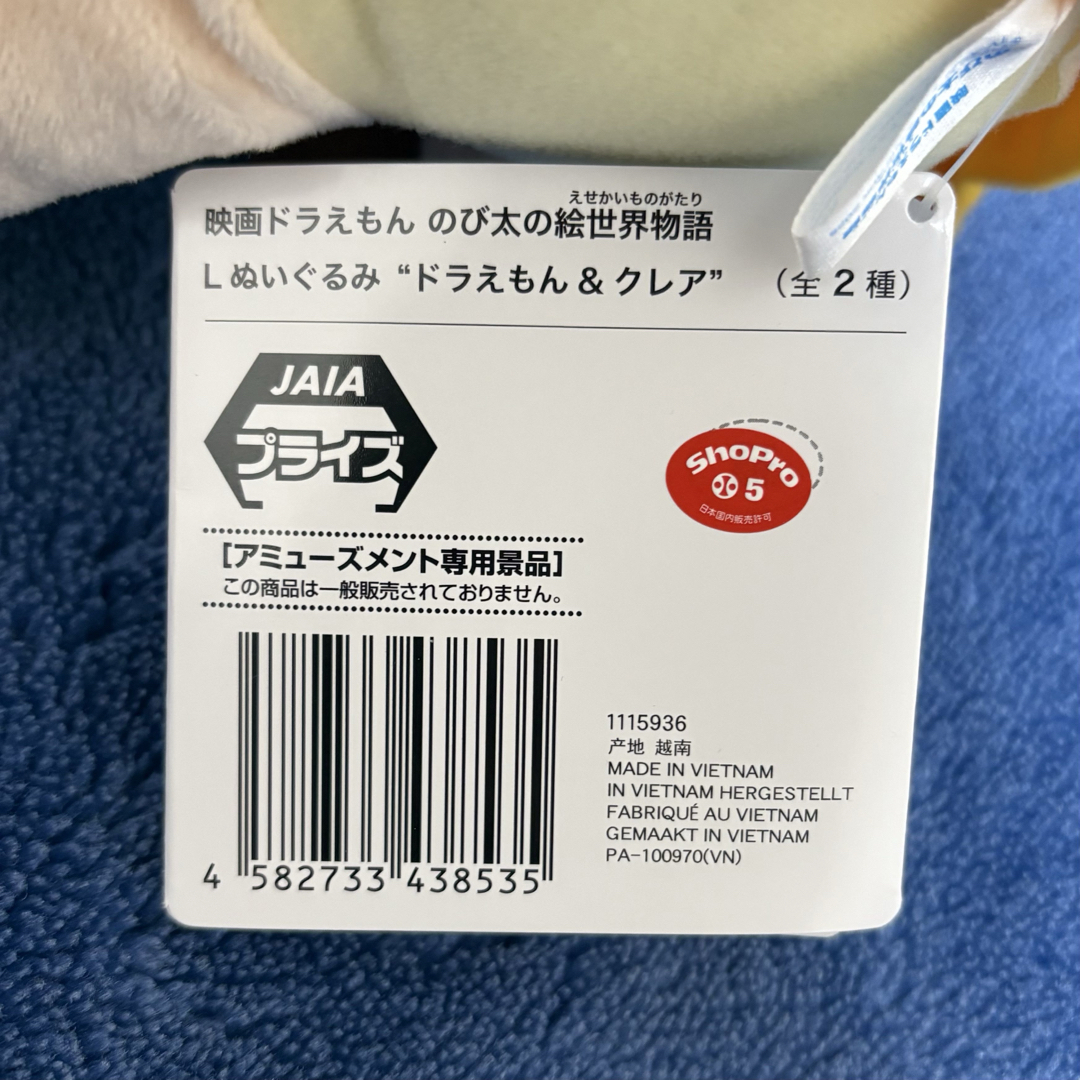 えせかいものがたり
映画ドラえもん のび太の絵世界物語
L ぬいぐるみ “ドラえもん & クレア” （全 2 種）
JAIA
プライズ
ShoPro
5
日本国内販売許可
[アミューズメント専用景品]
この商品は一般販売されておりません。
4 582733 438535
1115936
产地 越南
MADE IN VIETNAM
IN VIETNAM HERGESTELLT
FABRIQUÉ AU VIETNAM
GEMAAKT IN VIETNAM
PA-100970(VN)